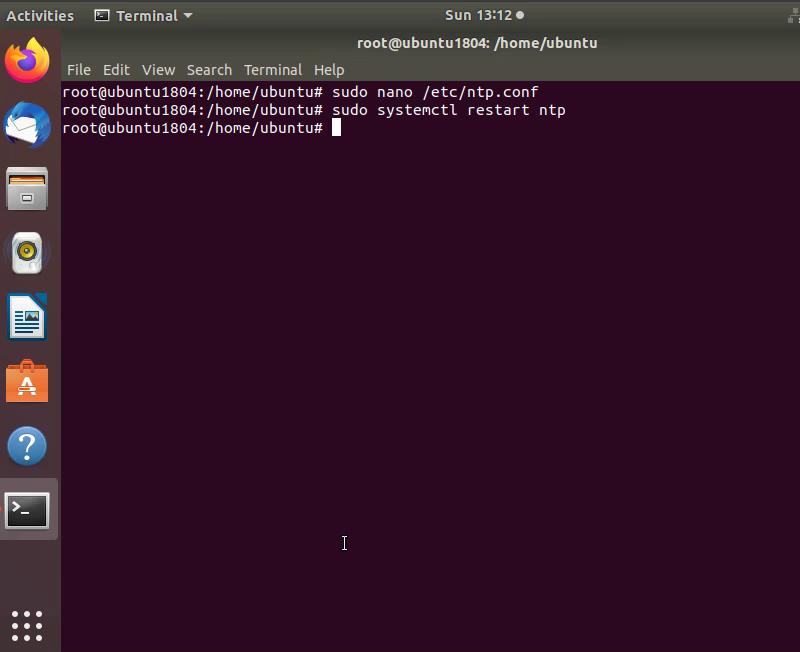 Activities Terminal Sun 13:12
root@ubuntu1804: /home/ubuntu
File Edit View Search Terminal Help
root@ubuntu1804:/home/ubuntu# sudo nano /etc/ntp.conf
root@ubuntu1804:/home/ubuntu# sudo systemctl restart ntp
root@ubuntu1804:/home/ubuntu#